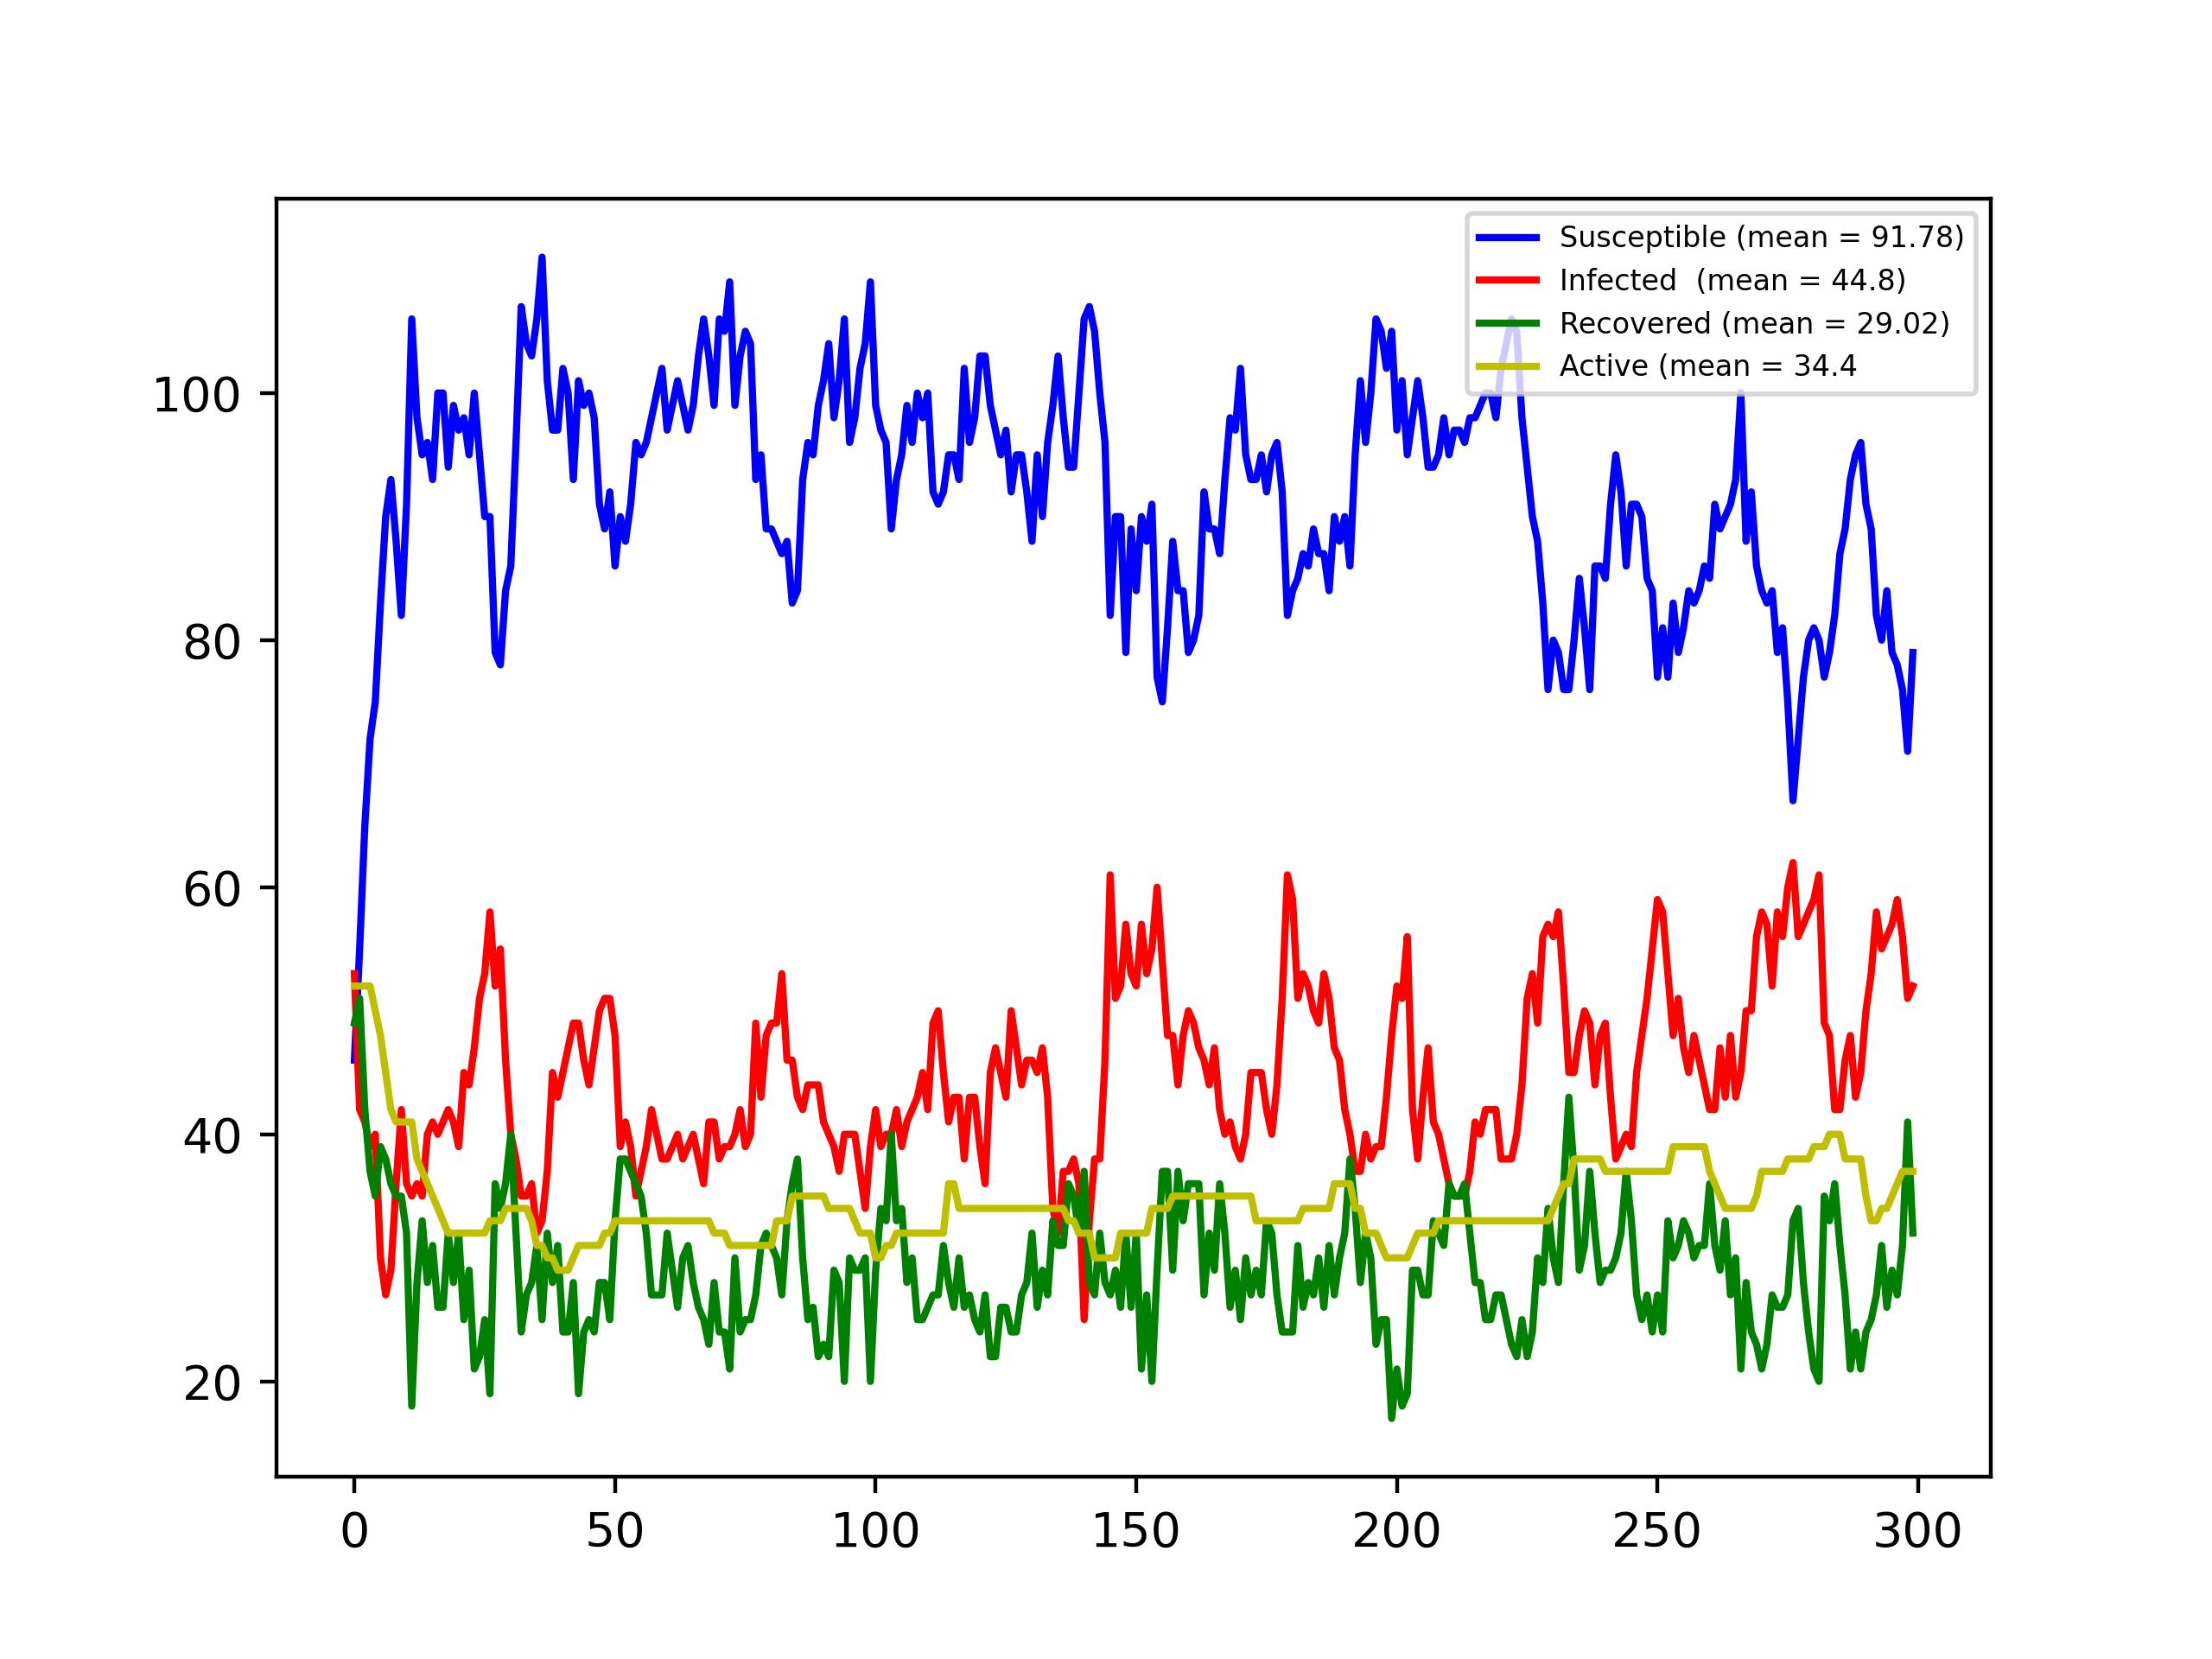 Susceptible (mean = 91.78)
Infected  (mean = 44.8)
Recovered (mean = 29.02)
Active (mean = 34.4
100
80
60
40
20
0 50 100 150 200 250 300